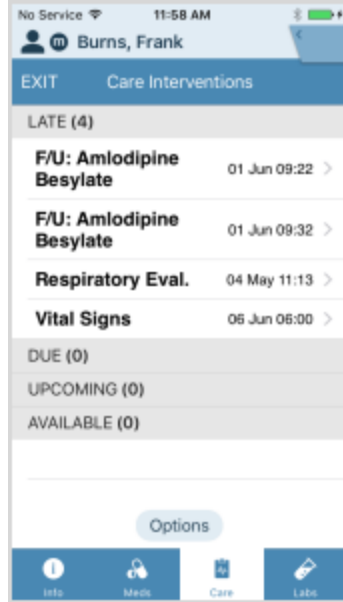 No Service 11:58 AM
m Burns, Frank
EXIT Care Interventions
LATE (4)
F/U: Amlodipine
Besylate 01 Jun 09:22
F/U: Amlodipine
Besylate 01 Jun 09:32
Respiratory Eval. 04 May 11:13
Vital Signs 06 Jun 06:00
DUE (0)
UPCOMING (0)
AVAILABLE (0)
Options
Info Meds Care Labs